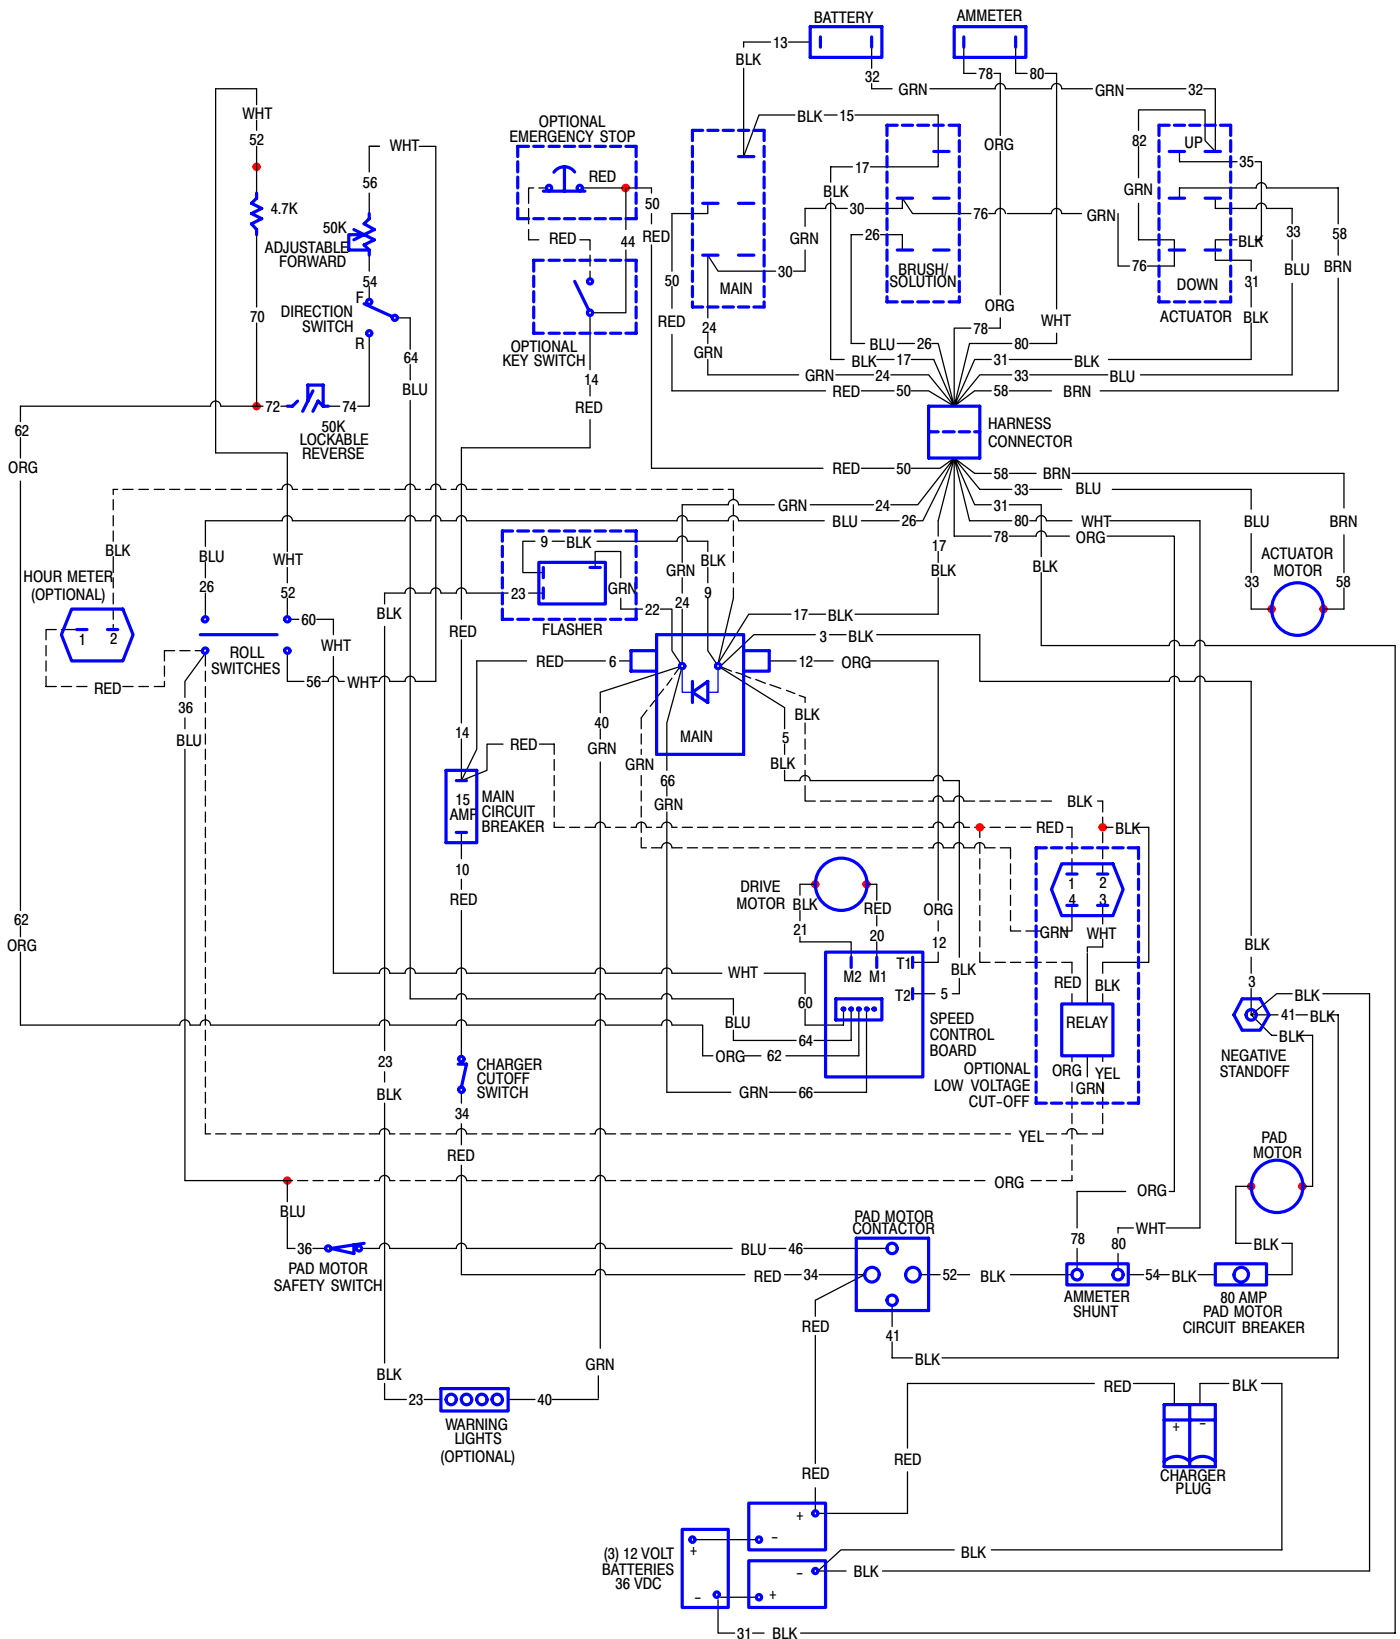 BATTERY
AMMETER
13
BLK
32
78
80
GRN
GRN
32
WHT
52
OPTIONAL
EMERGENCY STOP
BLK
15
ORG
82
UP
WHT
56
RED
17
BLK
35
4.7K
50K
ADJUSTABLE
FORWARD
50
RED
44
RED
30
GRN
26
76
GRN
GRN
BLK
33
BLU
58
BRN
54
F
DIRECTION
SWITCH
R
70
50
RED
MAIN
30
BRUSH/
SOLUTION
76
DOWN
31
BLK
ACTUATOR
ORG
78
WHT
80
OPTIONAL
KEY SWITCH
24
GRN
64
BLU
14
RED
BLU
26
BLK
17
GRN
24
RED
50
31
BLK
33
BLU
58
BRN
72
74
50K
LOCKABLE
REVERSE
62
ORG
HARNESS
CONNECTOR
RED
50
58
BRN
33
BLU
31
80
WHT
78
ORG
GRN
24
BLU
26
17
BLK
BLK
BLU
33
BRN
58
ACTUATOR
MOTOR
BLK
BLU
26
WHT
52
HOUR METER
(OPTIONAL)
1
2
RED
9
BLK
GRN
23
22
FLASHER
GRN
24
BLK
9
BLK
RED
60
WHT
ROLL
SWITCHES
56
WHT
36
BLU
17
BLK
3
BLK
RED
6
12
ORG
MAIN
40
GRN
GRN
66
GRN
BLK
5
BLK
14
RED
15
AMP
MAIN
CIRCUIT
BREAKER
10
RED
BLK
RED
BLK
1
2
4
3
GRN
WHT
RED
BLK
RELAY
ORG
YEL
GRN
OPTIONAL
LOW VOLTAGE
CUT-OFF
DRIVE
MOTOR
BLK
21
RED
20
ORG
12
BLK
M2
M1
T1
T2
5
SPEED
CONTROL
BOARD
62
ORG
WHT
60
BLU
64
ORG
62
GRN
66
BLK
3
BLK
41
BLK
BLK
NEGATIVE
STANDOFF
23
BLK
CHARGER
CUTOFF
SWITCH
34
RED
YEL
ORG
PAD
MOTOR
BLU
36
PAD MOTOR
SAFETY SWITCH
BLU
46
RED
34
PAD MOTOR
CONTACTOR
52
BLK
ORG
78
WHT
80
AMMETER
SHUNT
54
BLK
BLK
80 AMP
PAD MOTOR
CIRCUIT BREAKER
RED
41
BLK
BLK
23
WARNING
LIGHTS
(OPTIONAL)
40
GRN
RED
BLK
+
-
CHARGER
PLUG
RED
RED
(3) 12 VOLT
BATTERIES
36 VDC
+
-
+
-
-
+
BLK
BLK
31
BLK